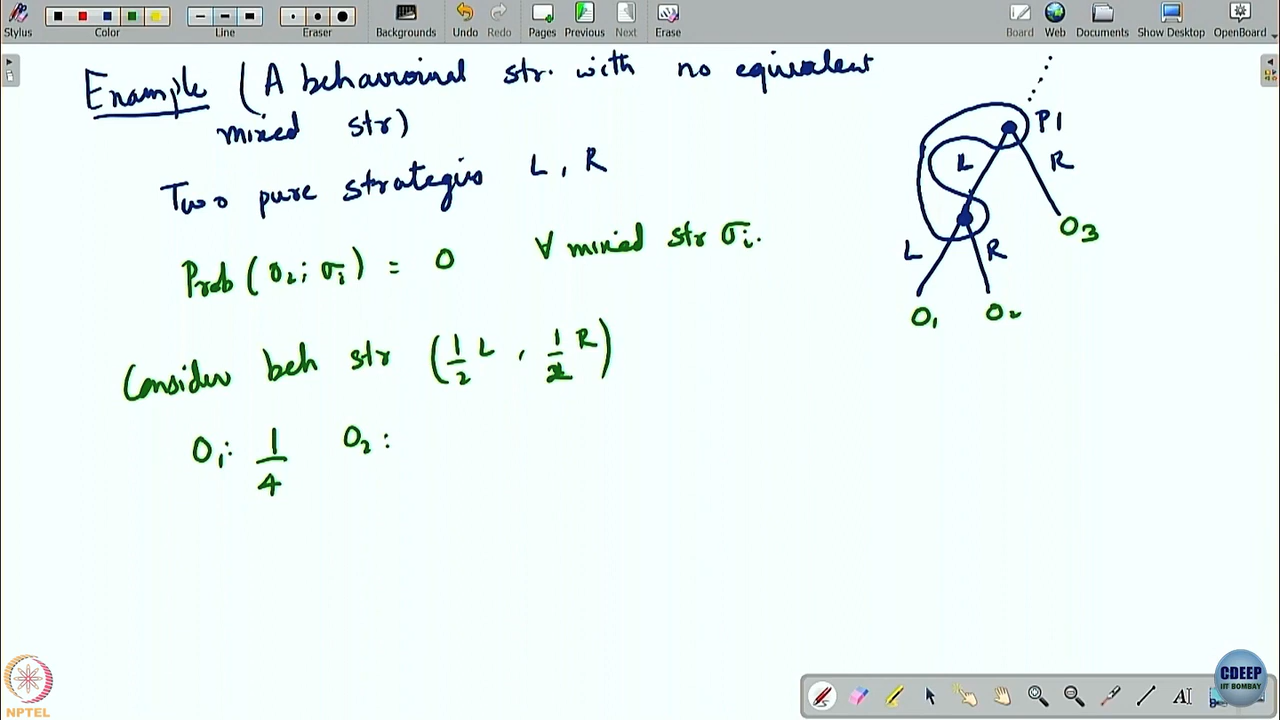 Stylus
Color
Line
Eraser
Backgrounds
Undo
Redo
Pages
Previous
Next
Erase
Board
Web
Documents
Show Desktop
OpenBoard
Example (A behavioural str. with no equivalent
mixed str)
Two pure strategies L, R
Prob(O₂; σᵢ) = 0 ∀ mixed str σᵢ.
Consider beh str (1/2 L, 1/2 R)
O₁: 1/4 O₂:
P1
L
R
L
R
O₃
O₁
O₂
NPTEL
CDEEP
IIT BOMBAY